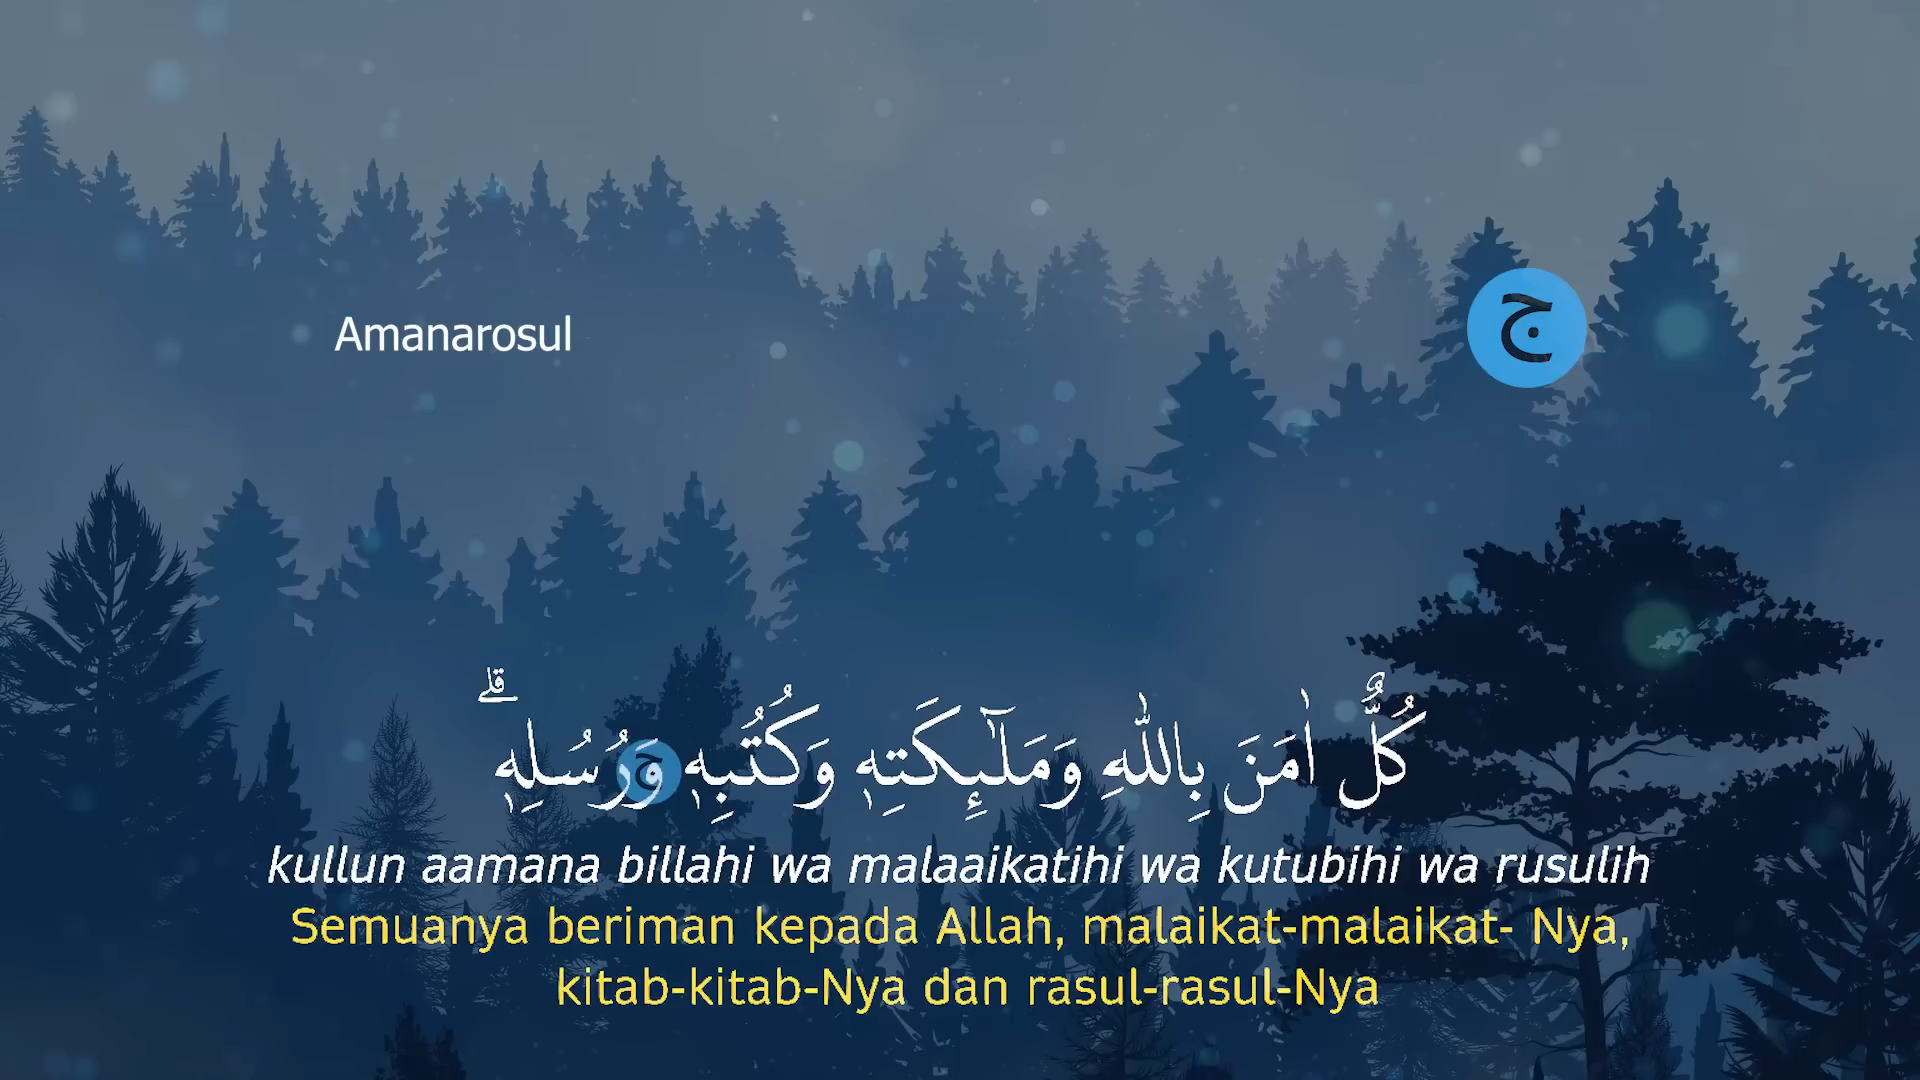 Amanarosul
ج
كُلٌّ اٰمَنَ بِاللّٰهِ وَمَلٰۤىِٕكَتِهٖ وَكُتُبِهٖ وَرُسُلِهٖۗ
ج
kullun aamana billahi wa malaaikatihi wa kutubihi wa rusulih
Semuanya beriman kepada Allah, malaikat-malaikat- Nya,
kitab-kitab-Nya dan rasul-rasul-Nya